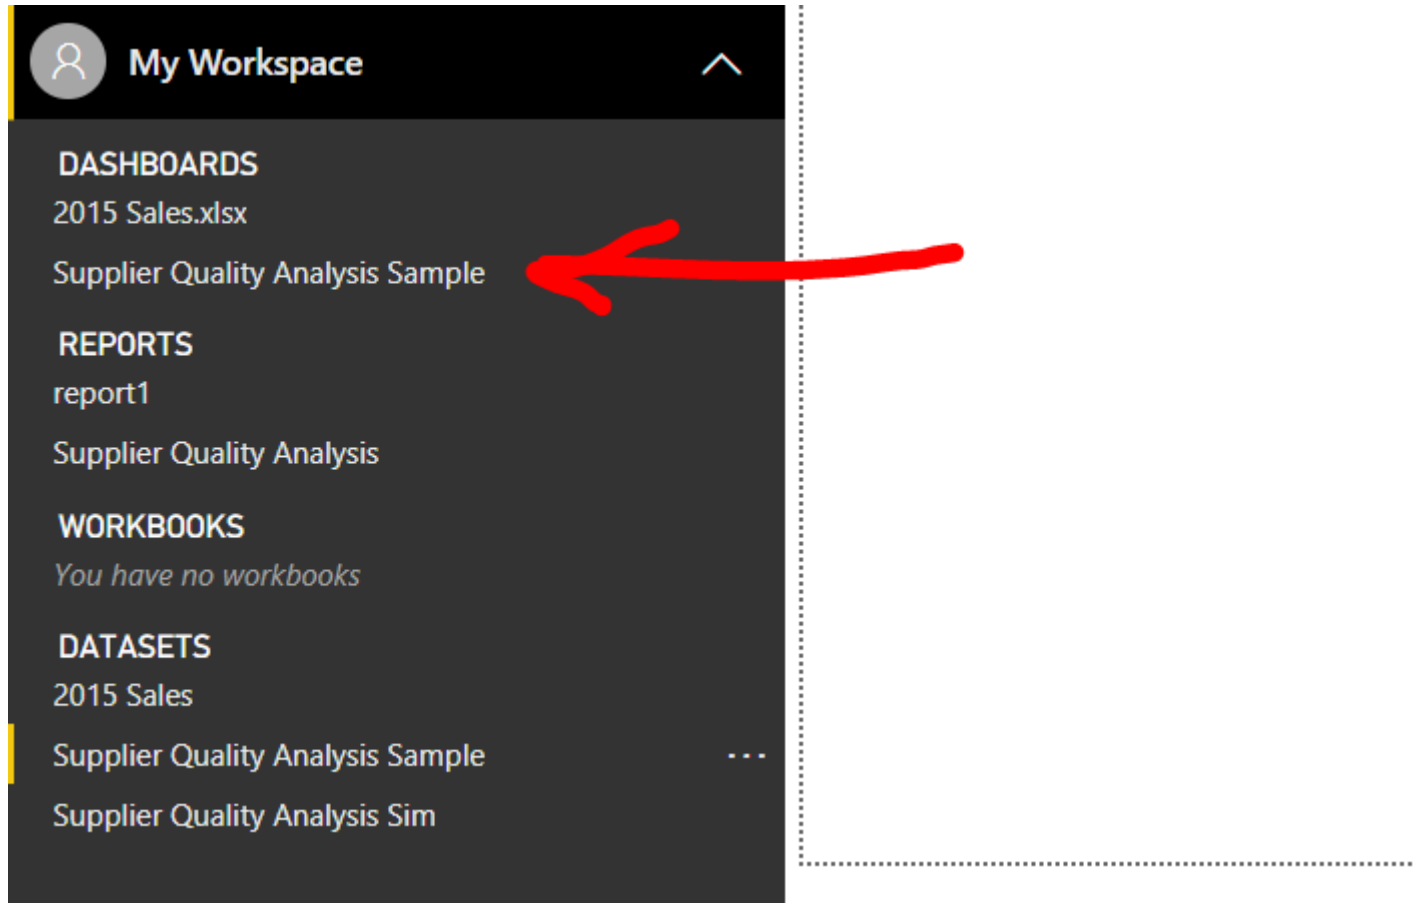 My Workspace
DASHBOARDS
2015 Sales.xlsx
Supplier Quality Analysis Sample
REPORTS
report1
Supplier Quality Analysis
WORKBOOKS
You have no workbooks
DATASETS
2015 Sales
Supplier Quality Analysis Sample
Supplier Quality Analysis Sim